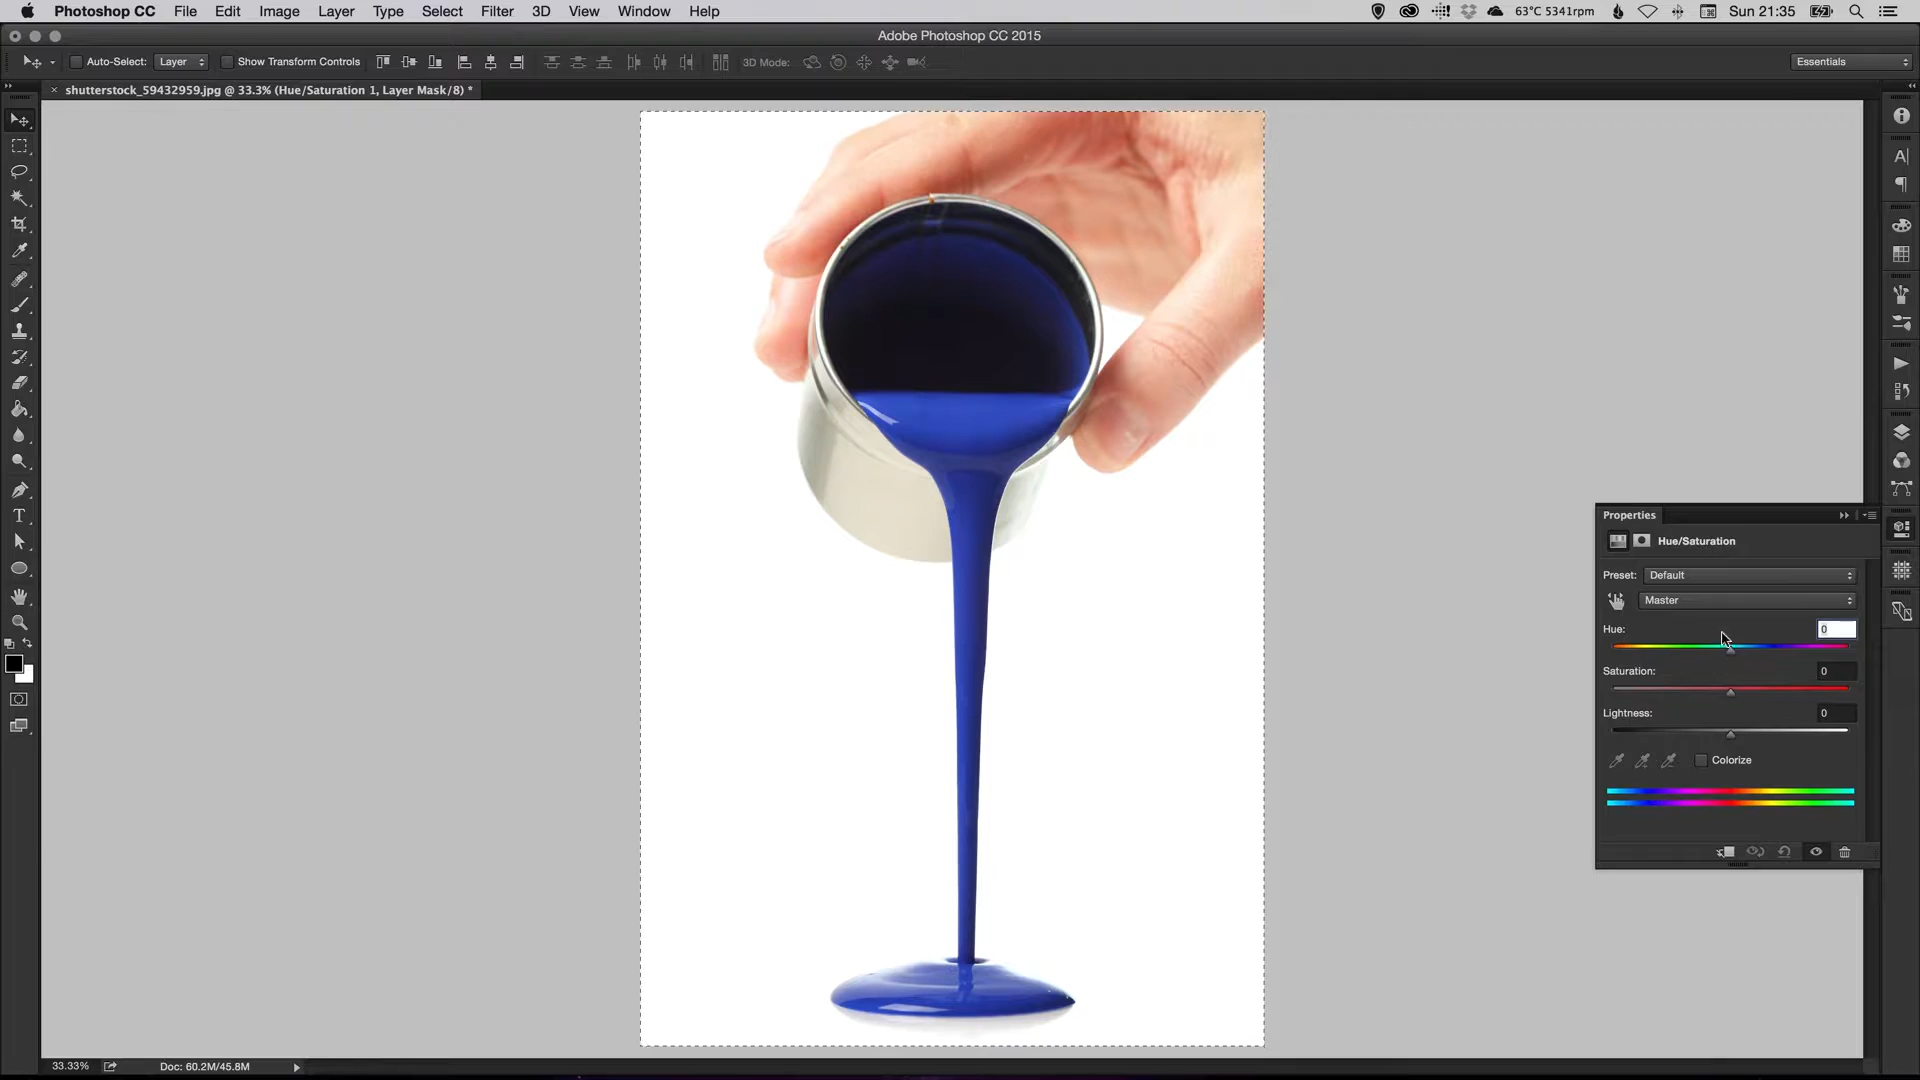 Photoshop CC File Edit Image Layer Type Select Filter 3D View Window Help 63°C 5341rpm Sun 21:35
Adobe Photoshop CC 2015
Auto-Select: Layer Show Transform Controls 3D Mode: Essentials
× shutterstock_59432959.jpg @ 33.3% (Hue/Saturation 1, Layer Mask/8) *
Properties
Hue/Saturation
Preset: Default
Master
Hue: 0
Saturation: 0
Lightness: 0
Colorize
33.33% Doc: 60.2M/45.8M